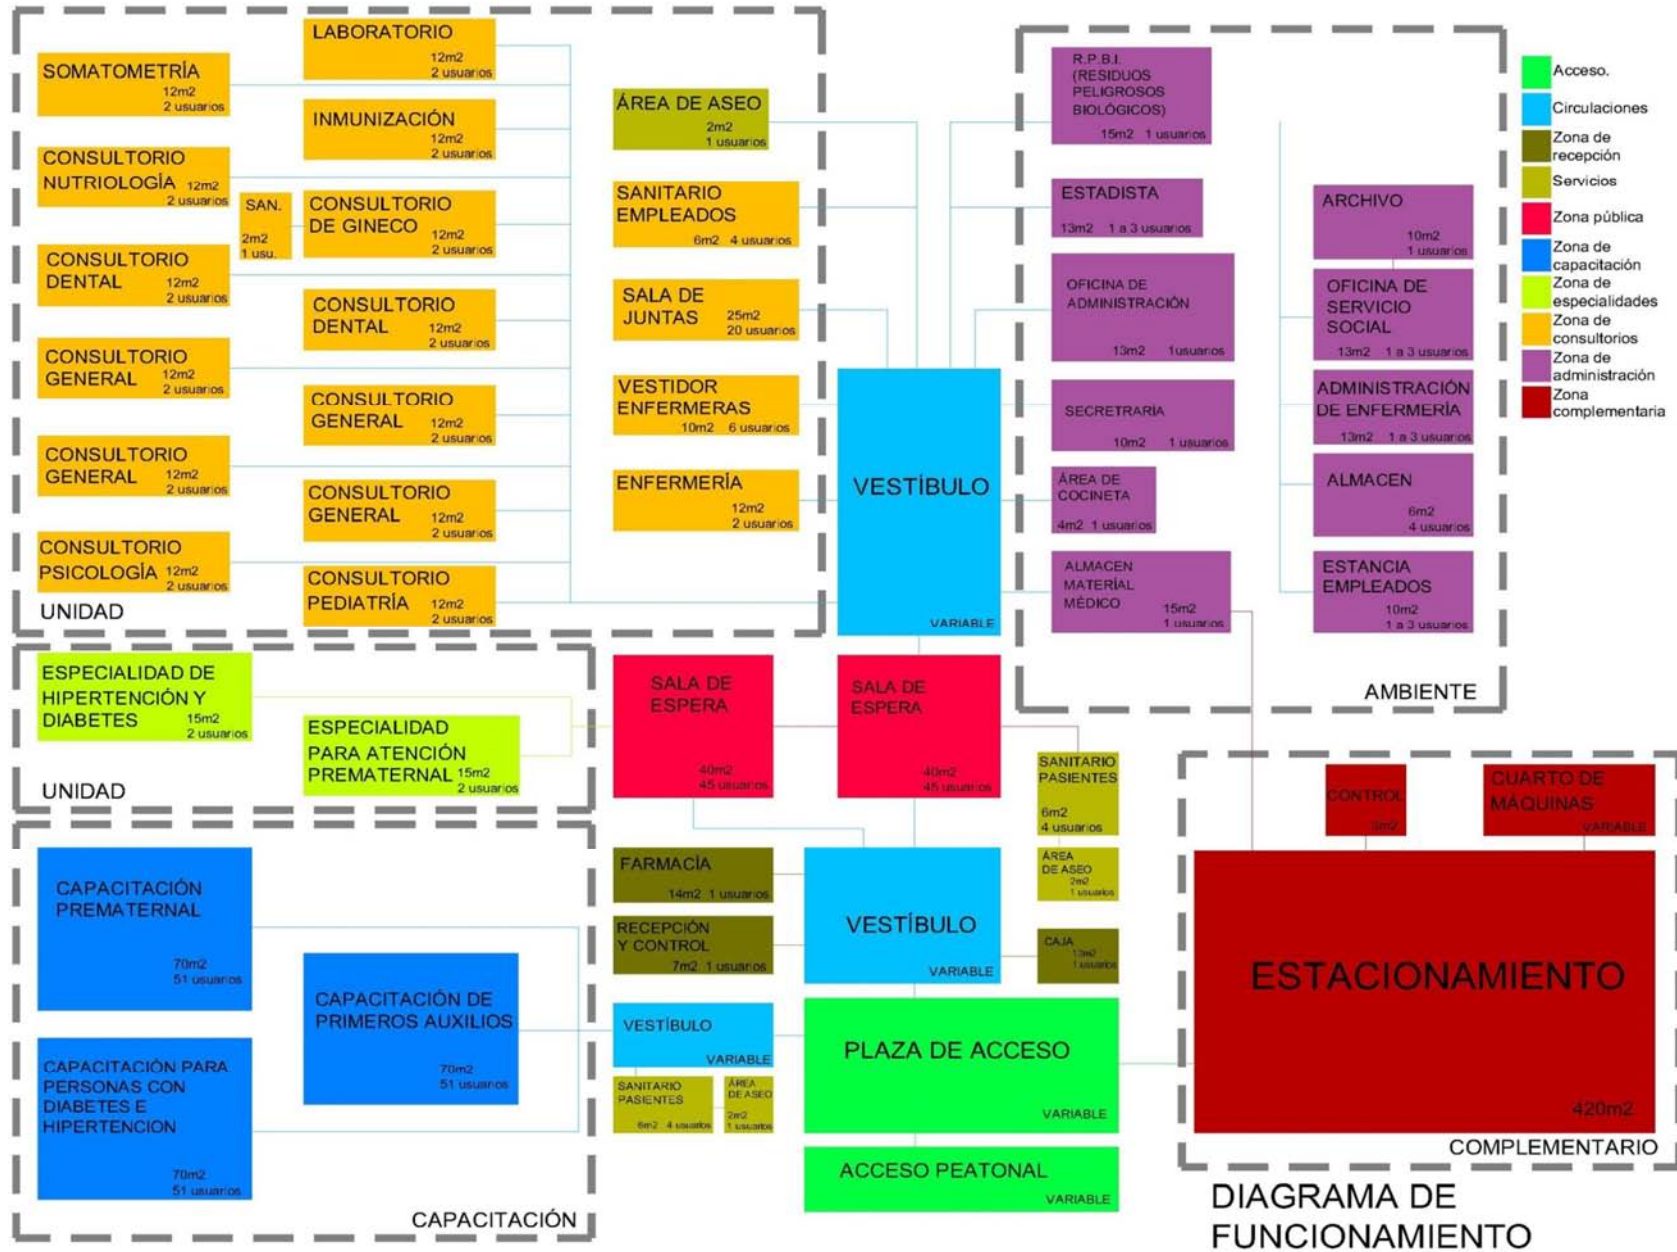 SOMATOMETRÍA
12m2
2 usuarios
CONSULTORIO
NUTRIOLOGÍA 12m2
2 usuarios
CONSULTORIO
DENTAL 12m2
2 usuarios
CONSULTORIO
GENERAL 12m2
2 usuarios
CONSULTORIO
GENERAL 12m2
2 usuarios
CONSULTORIO
PSICOLOGÍA 12m2
2 usuarios
UNIDAD
LABORATORIO
12m2
2 usuarios
INMUNIZACIÓN
12m2
2 usuarios
SAN.
2m2
1 usu.
CONSULTORIO
DE GINECO 12m2
2 usuarios
CONSULTORIO
DENTAL 12m2
2 usuarios
CONSULTORIO
GENERAL 12m2
2 usuarios
CONSULTORIO
GENERAL 12m2
2 usuarios
CONSULTORIO
PEDIATRÍA 12m2
2 usuarios
ÁREA DE ASEO
2m2
1 usuarios
SANITARIO
EMPLEADOS
6m2 4 usuarios
SALA DE
JUNTAS 25m2
20 usuarios
VESTIDOR
ENFERMERAS
10m2 6 usuarios
ENFERMERÍA
12m2
2 usuarios
VESTÍBULO
VARIABLE
R.P.B.I.
(RESIDUOS
PELIGROSOS
BIOLÓGICOS)
15m2 1 usuarios
ESTADISTA
13m2 1 a 3 usuarios
OFICINA DE
ADMINISTRACIÓN
13m2 1usuarios
SECRETRARÍA
10m2 1 usuarios
ÁREA DE
COCINETA
4m2 1 usuarios
ALMACEN
MATERIAL
MÉDICO
15m2
1 usuarios
ARCHIVO
10m2
1 usuarios
OFICINA DE
SERVICIO
SOCIAL
13m2 1 a 3 usuarios
ADMINISTRACIÓN
DE ENFERMERÍA
13m2 1 a 3 usuarios
ALMACEN
6m2
4 usuarios
ESTANCIA
EMPLEADOS
10m2
1 a 3 usuarios
AMBIENTE
Acceso.
Circulaciones
Zona de
recepción
Servicios
Zona pública
Zona de
capacitación
Zona de
especialidades
Zona de
consultorios
Zona de
administración
Zona
complementaria
ESPECIALIDAD DE
HIPERTENCIÓN Y
DIABETES 15m2
2 usuarios
ESPECIALIDAD
PARA ATENCIÓN
PREMATERNAL 15m2
2 usuarios
UNIDAD
SALA DE
ESPERA
40m2
45 usuarios
SALA DE
ESPERA
40m2
45 usuarios
SANITARIO
PASIENTES
6m2
4 usuarios
ÁREA
DE ASEO
2m2
1 usuarios
CAPACITACIÓN
PREMATERNAL
70m2
51 usuarios
CAPACITACIÓN DE
PRIMEROS AUXILIOS
70m2
51 usuarios
CAPACITACIÓN PARA
PERSONAS CON
DIABETES E
HIPERTENCION
70m2
51 usuarios
CAPACITACIÓN
FARMACÍA
14m2 1 usuarios
RECEPCIÓN
Y CONTROL
7m2 1 usuarios
VESTÍBULO
VARIABLE
CAJA
13m2
1 usuarios
VESTÍBULO
VARIABLE
SANITARIO
PASIENTES
6m2 4 usuarios
ÁREA
DE ASEO
2m2
1 usuarios
PLAZA DE ACCESO
VARIABLE
ACCESO PEATONAL
VARIABLE
CONTROL
CUARTO DE
MÁQUINAS
VARIABLE
ESTACIONAMIENTO
420m2
COMPLEMENTARIO
DIAGRAMA DE
FUNCIONAMIENTO